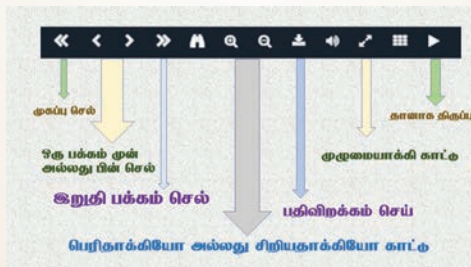 முகப்பு செல்
தானாக திருப்பு
ஒரு பக்கம் முன்
அல்லது பின் செல்
முழுமையாக்கி காட்டு
இறுதி பக்கம் செல்
பதிவிறக்கம் செய்
பெரிதாக்கியோ அல்லது சிறியதாக்கியோ காட்டு